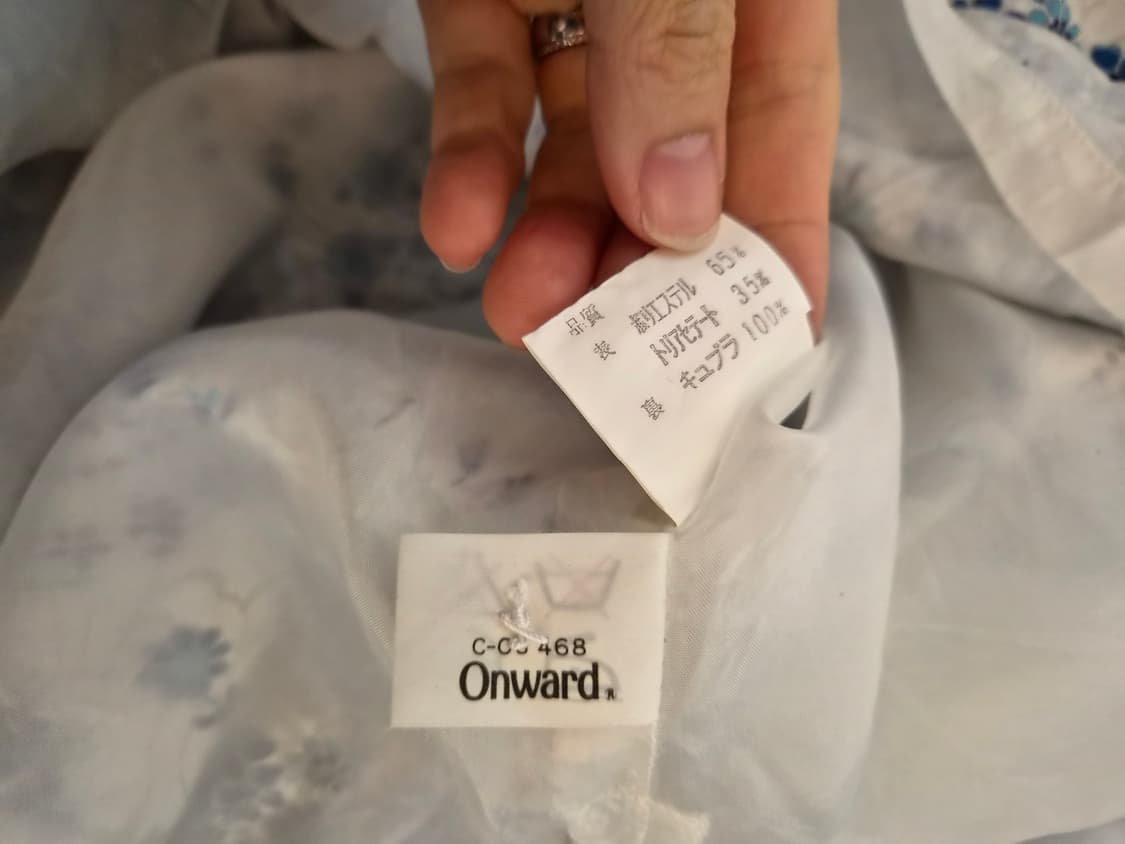 品質
表 ポリエステル 65%
トリアセテート 35%
裏 キュプラ 100%
468
Onward